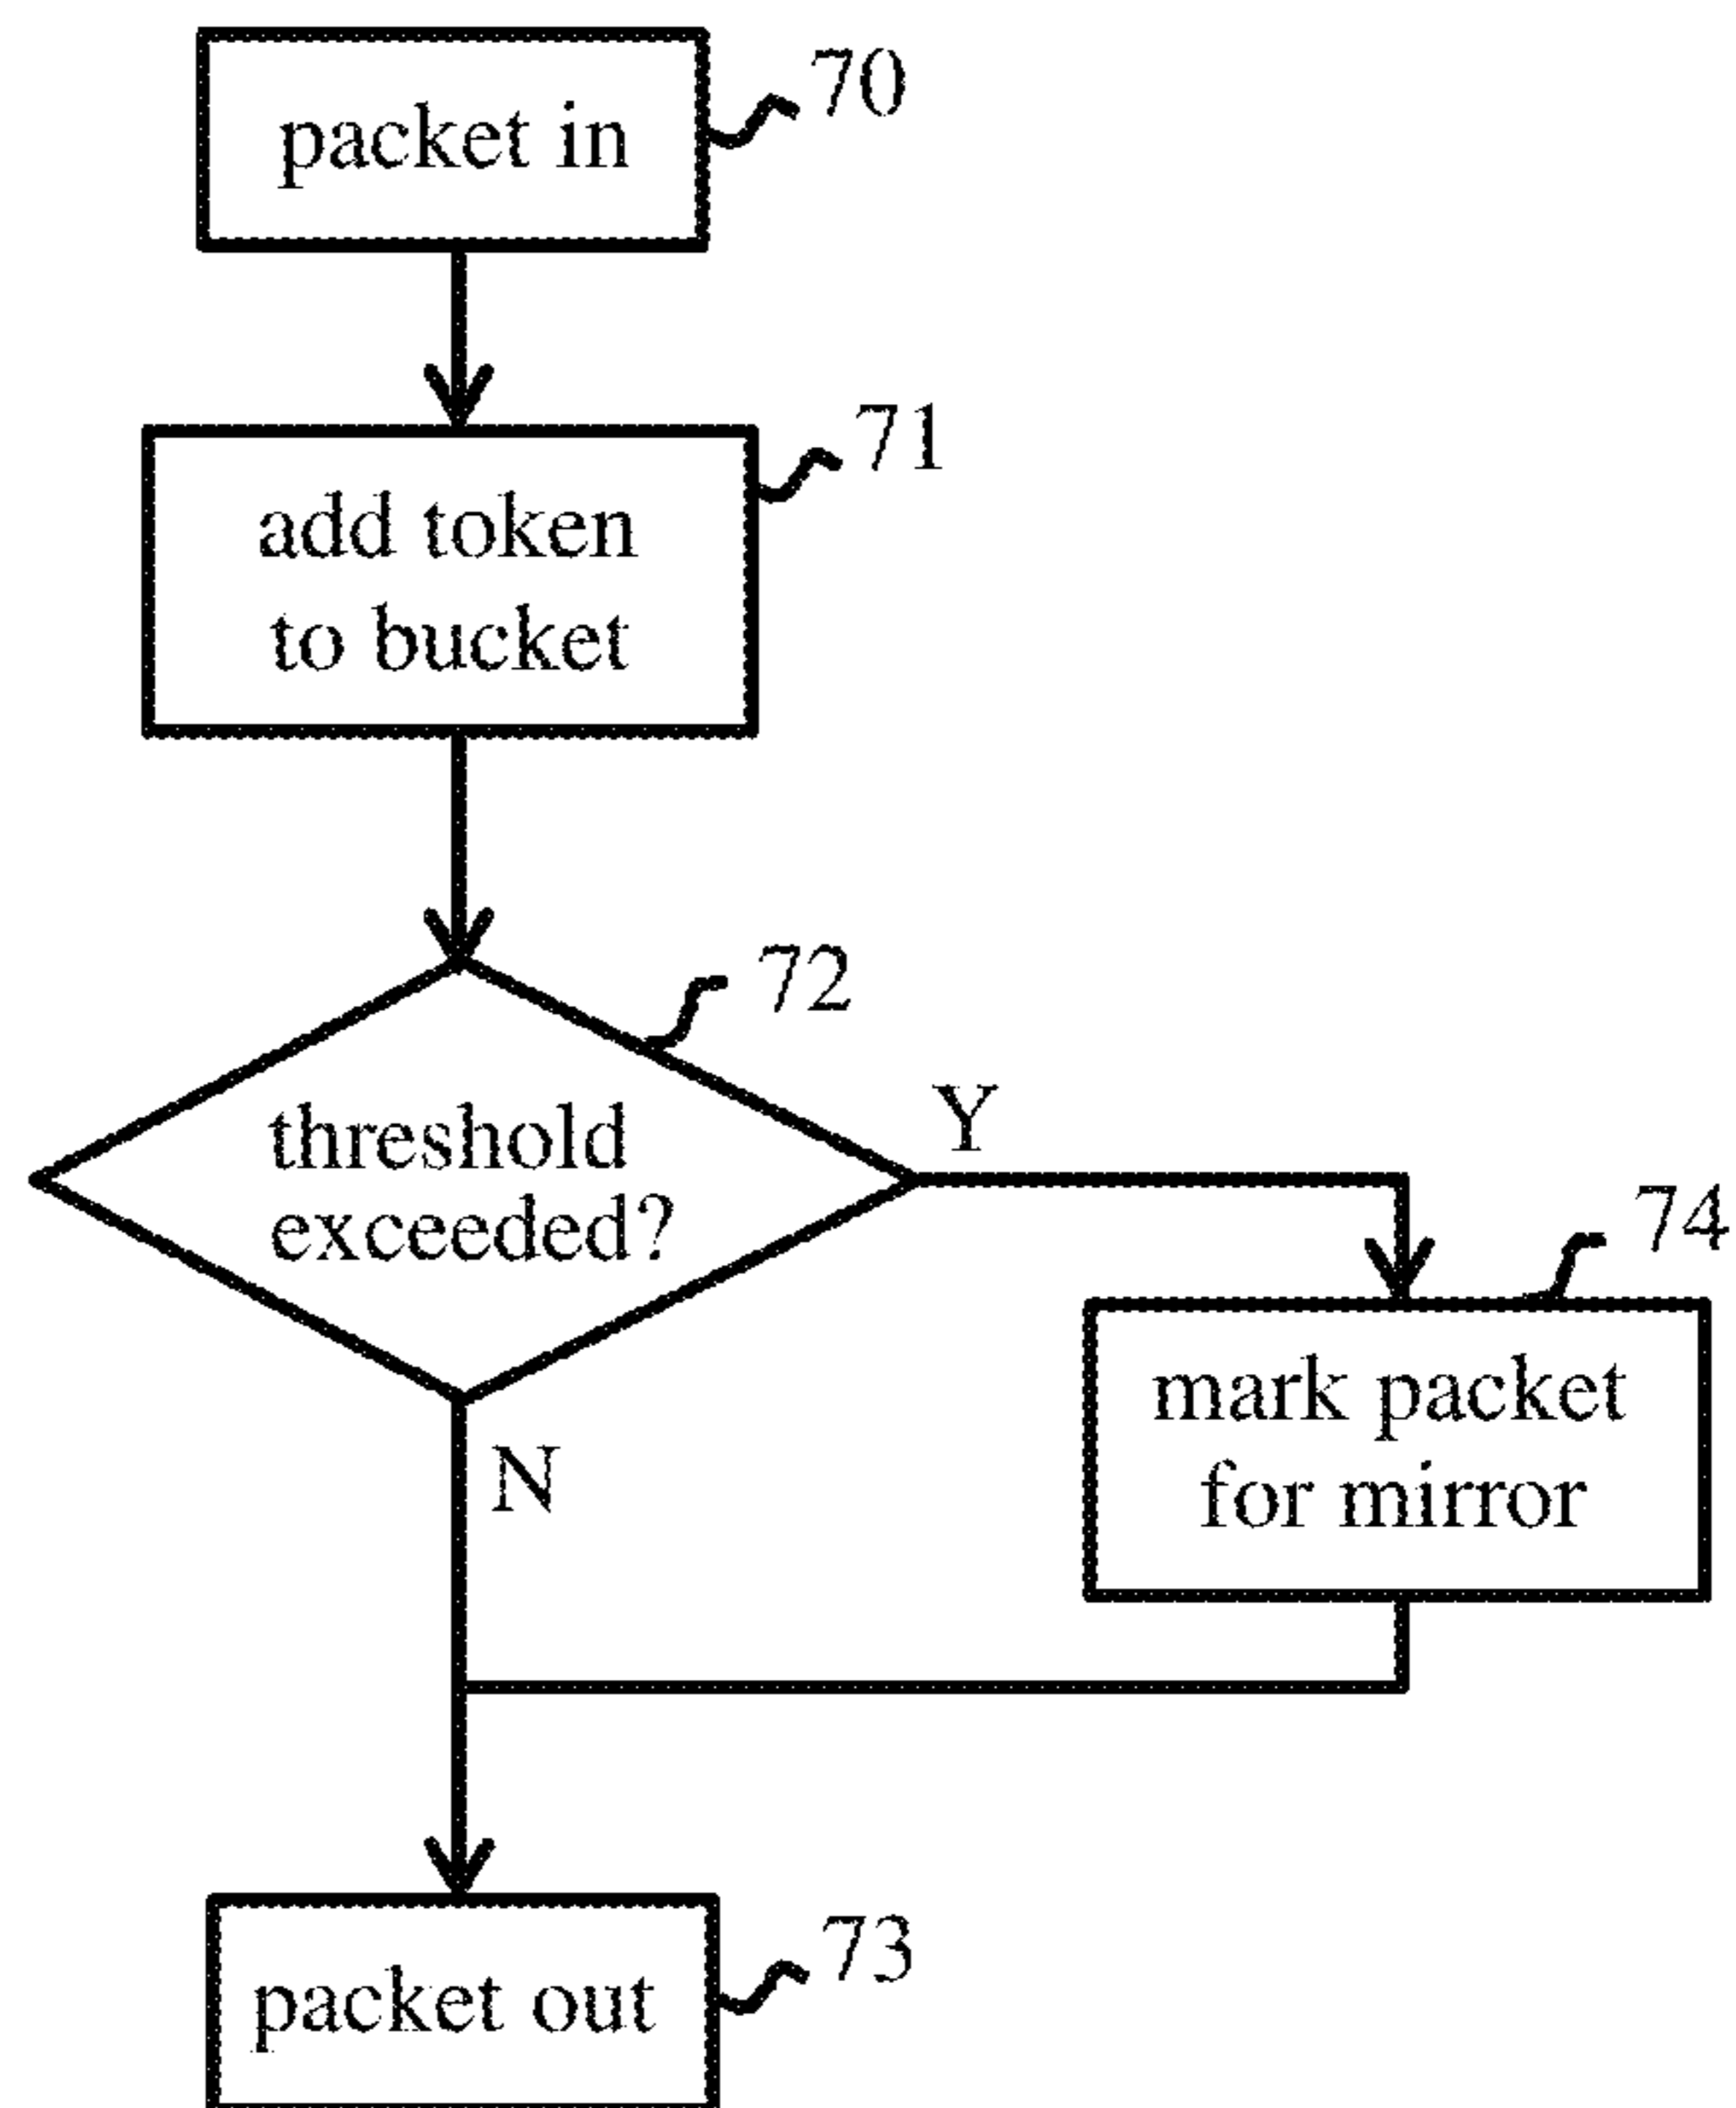 packet in
70
add token
to bucket
71
72
threshold
exceeded?
Y
74
mark packet
for mirror
N
packet out
73